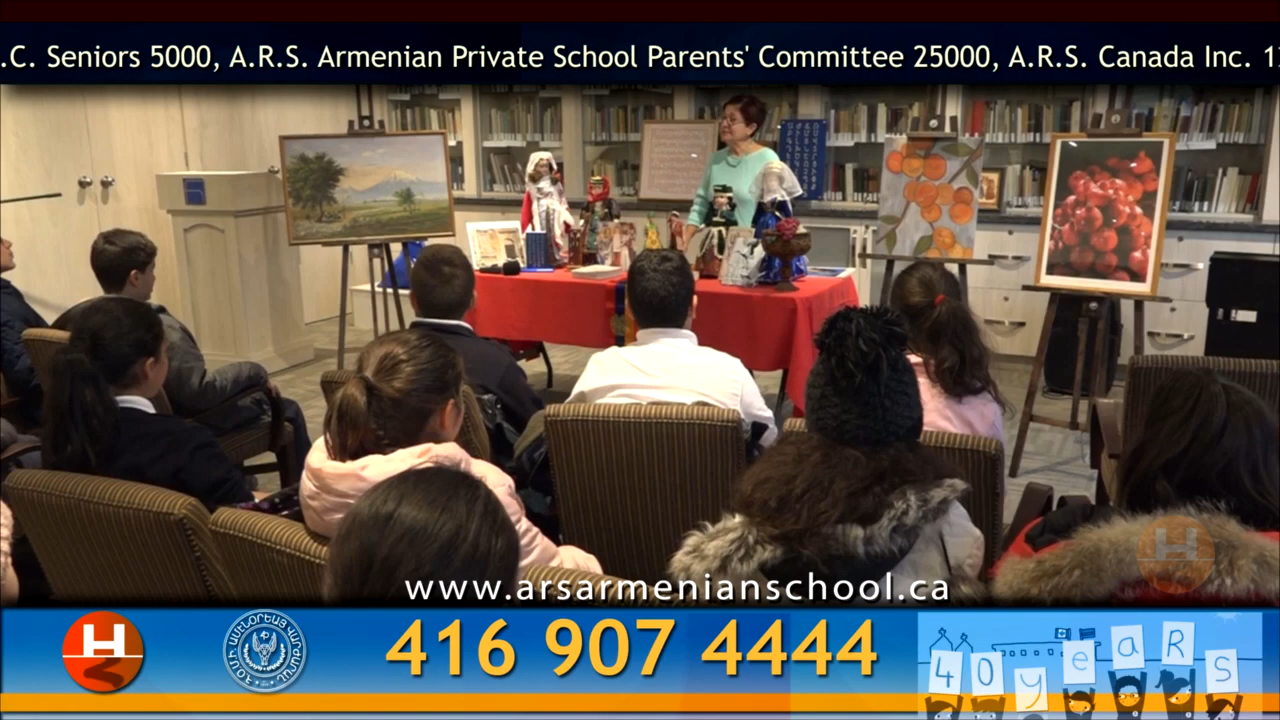 .C. Seniors 5000, A.R.S. Armenian Private School Parents' Committee 25000, A.R.S. Canada Inc. 1
www.arsarmenianschool.ca
H
416 907 4444
40 yeaRS